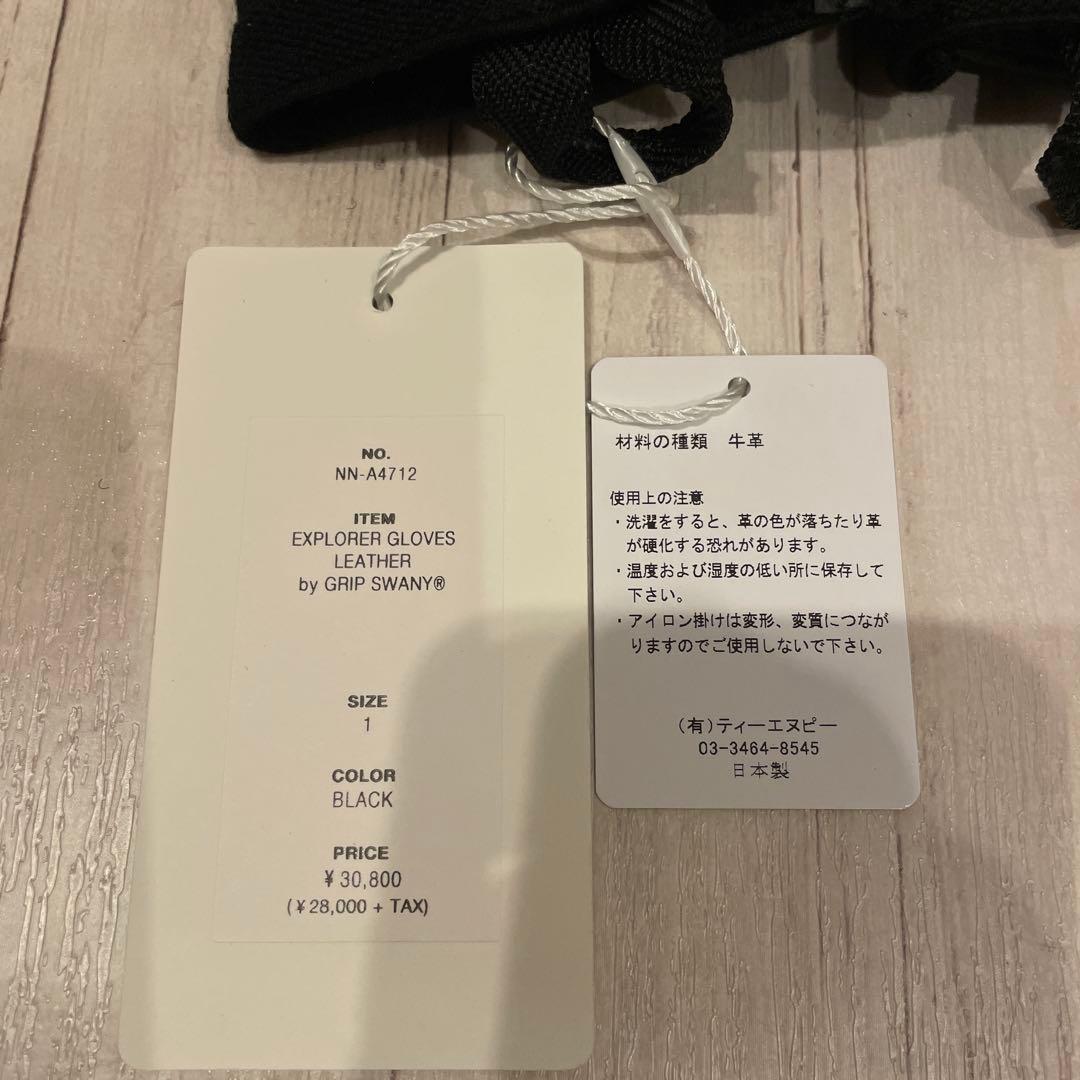 NO.
NN-A4712
ITEM
EXPLORER GLOVES
LEATHER
by GRIP SWANY®
SIZE
1
COLOR
BLACK
PRICE
¥30,800
(¥28,000 + TAX)
材料の種類　牛革
使用上の注意
・洗濯をすると、革の色が落ちたり革
が硬化する恐れがあります。
・温度および湿度の低い所に保存して
下さい。
・アイロン掛けは変形、変質につなが
りますのでご使用しないで下さい。
(有)ティーエヌピー
03-3464-8545
日本製